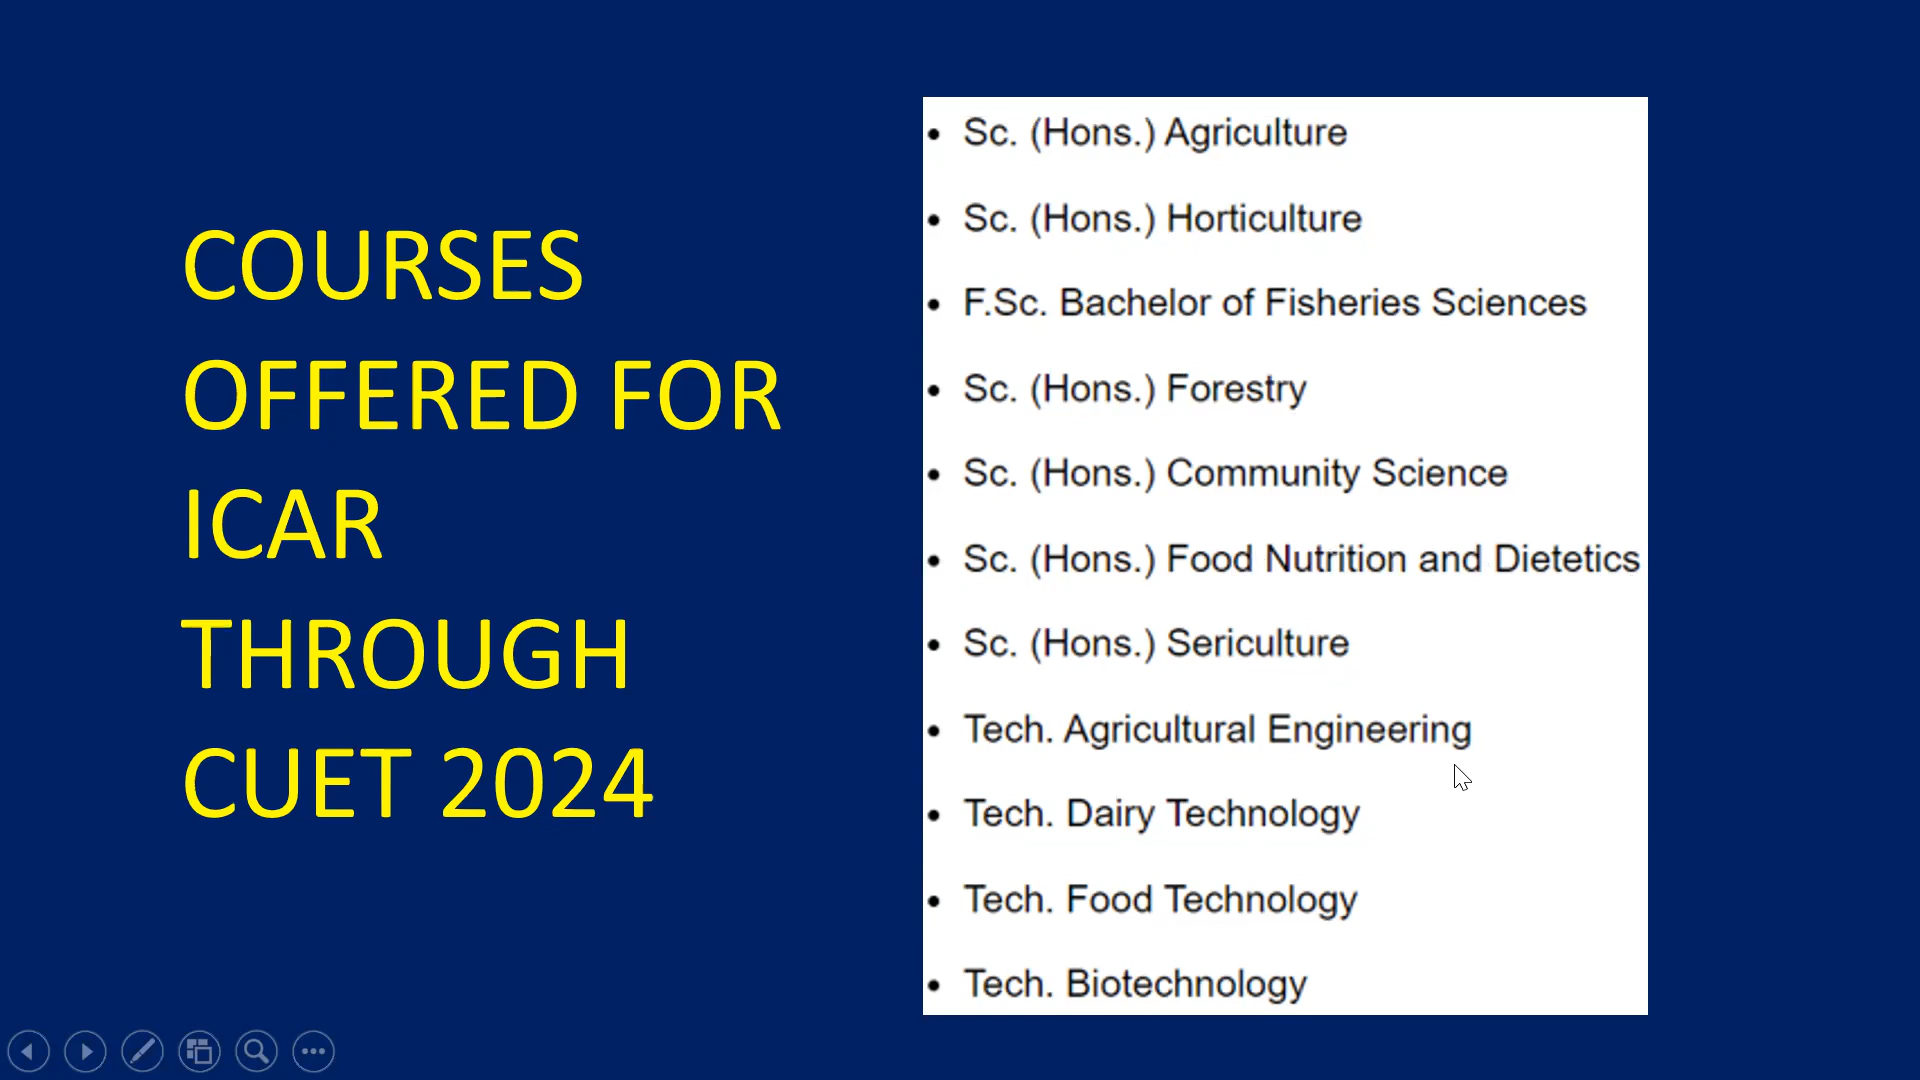 COURSES
OFFERED FOR
ICAR
THROUGH
CUET 2024
• Sc. (Hons.) Agriculture
• Sc. (Hons.) Horticulture
• F.Sc. Bachelor of Fisheries Sciences
• Sc. (Hons.) Forestry
• Sc. (Hons.) Community Science
• Sc. (Hons.) Food Nutrition and Dietetics
• Sc. (Hons.) Sericulture
• Tech. Agricultural Engineering
• Tech. Dairy Technology
• Tech. Food Technology
• Tech. Biotechnology